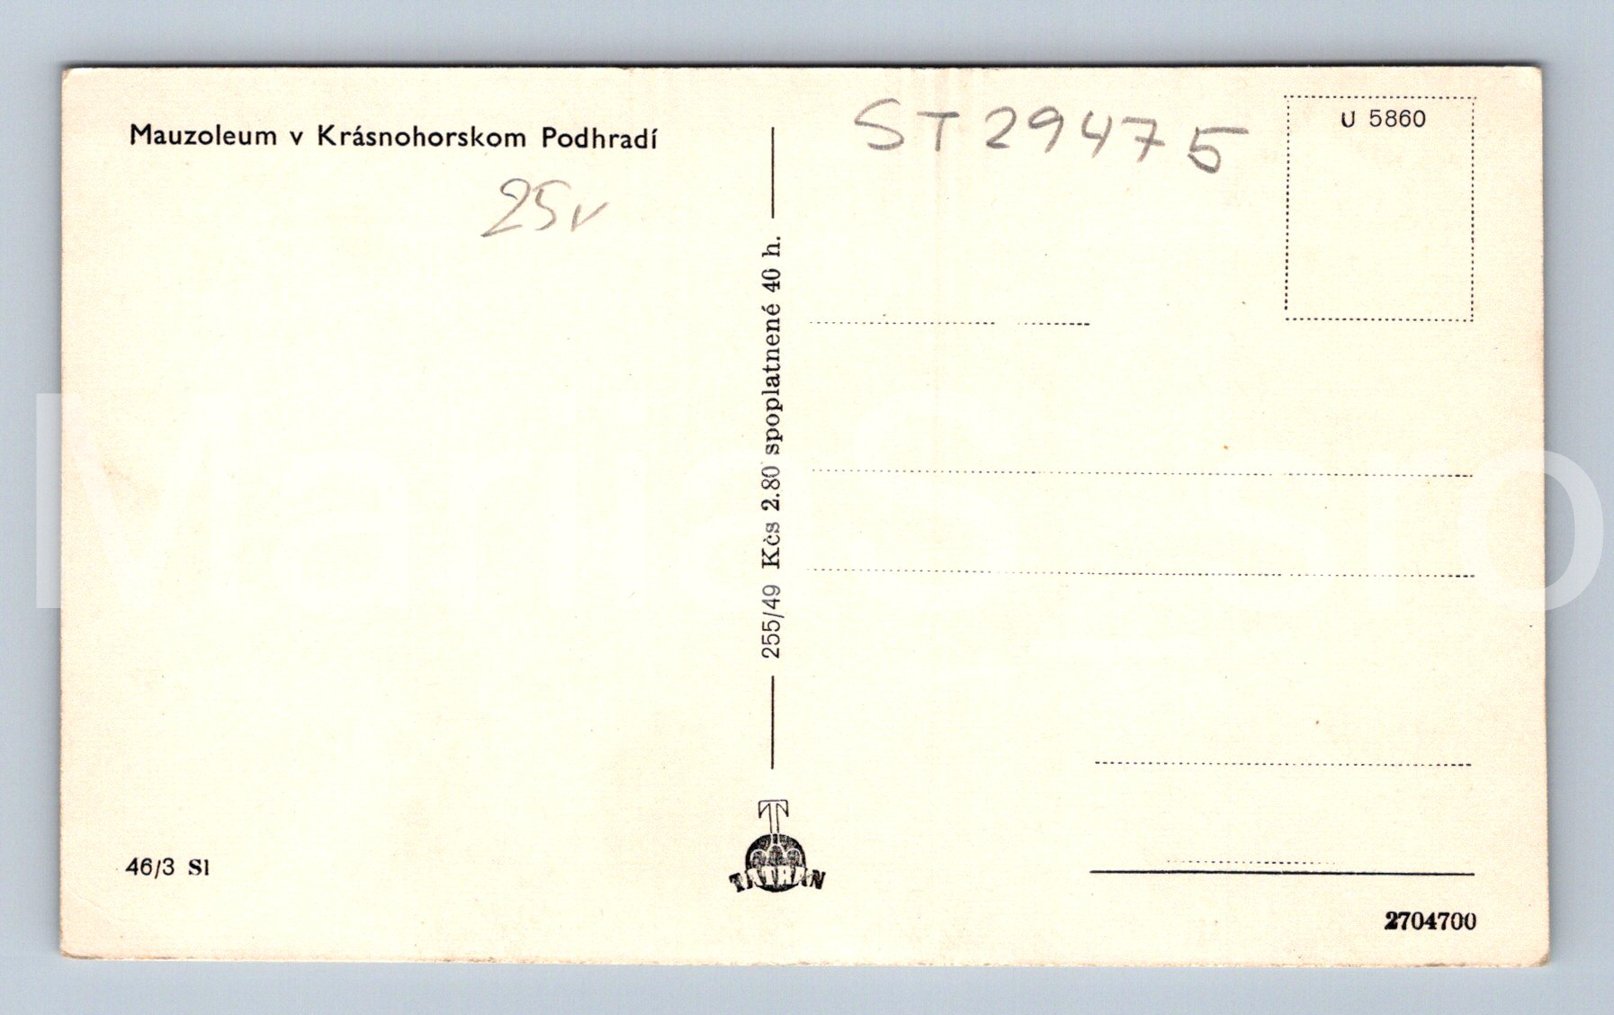 Mauzoleum v Krásnohorskom Podhradí
25v
ST 29475
U 5860
255/49 Kčs 2.80 spoplatnené 40 h.
T
TATRAN
46/3 Sl
2704700